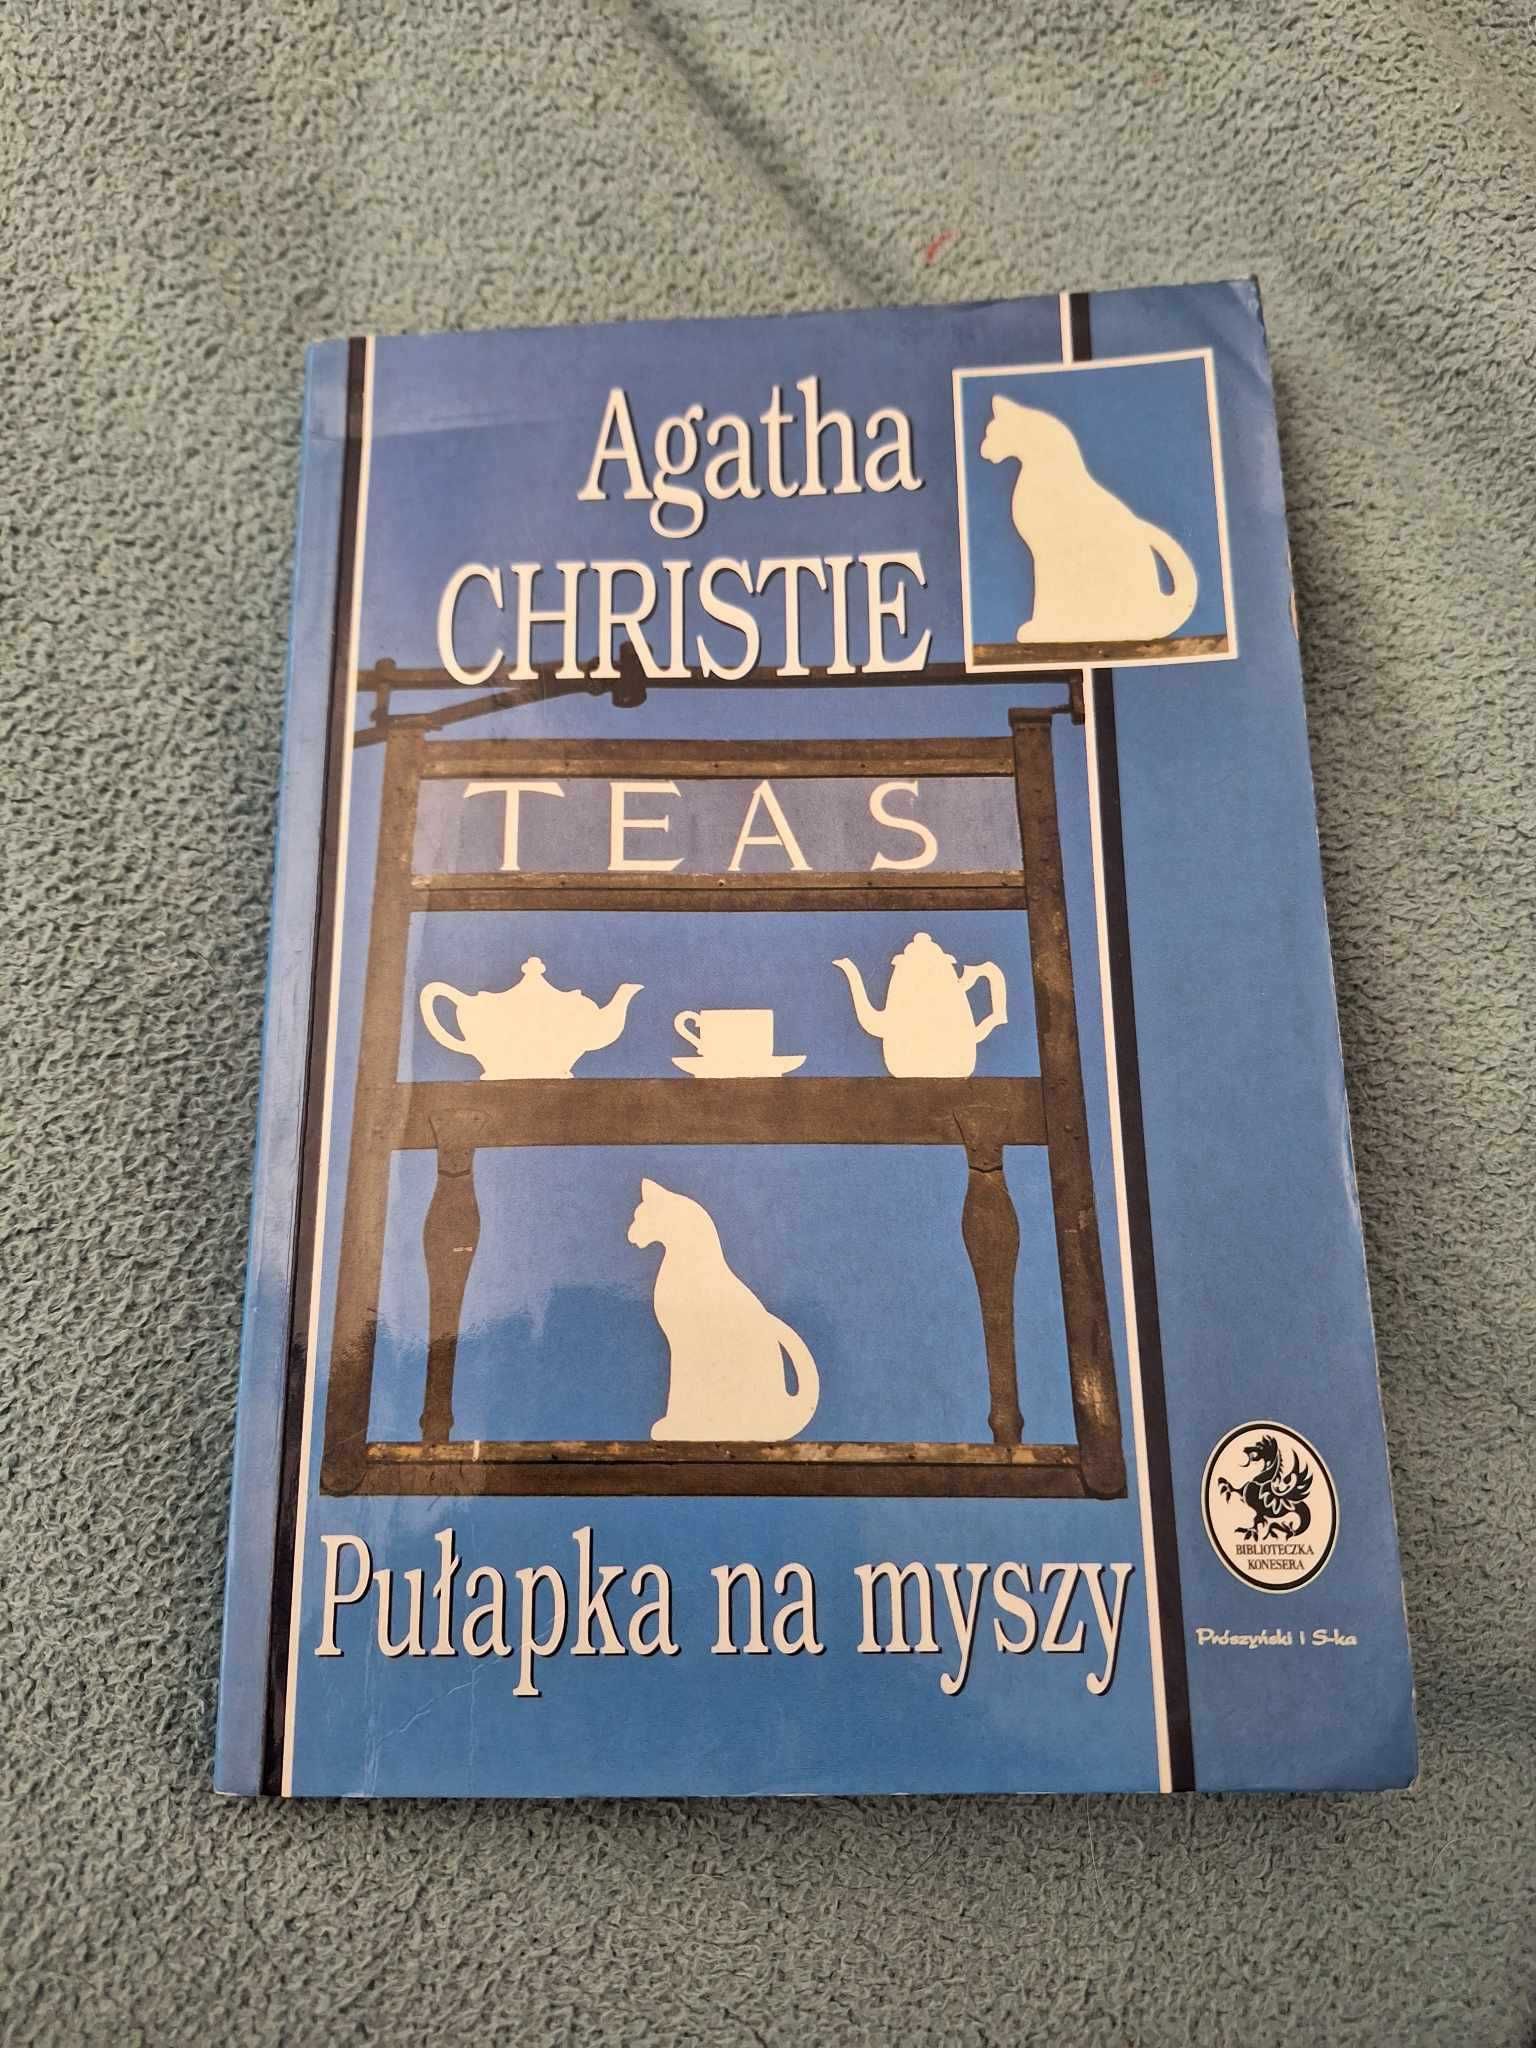 Agatha
CHRISTIE
TEAS
Pułapka na myszy
BIBLIOTECZKA
KONESERA
Prószyński i S-ka